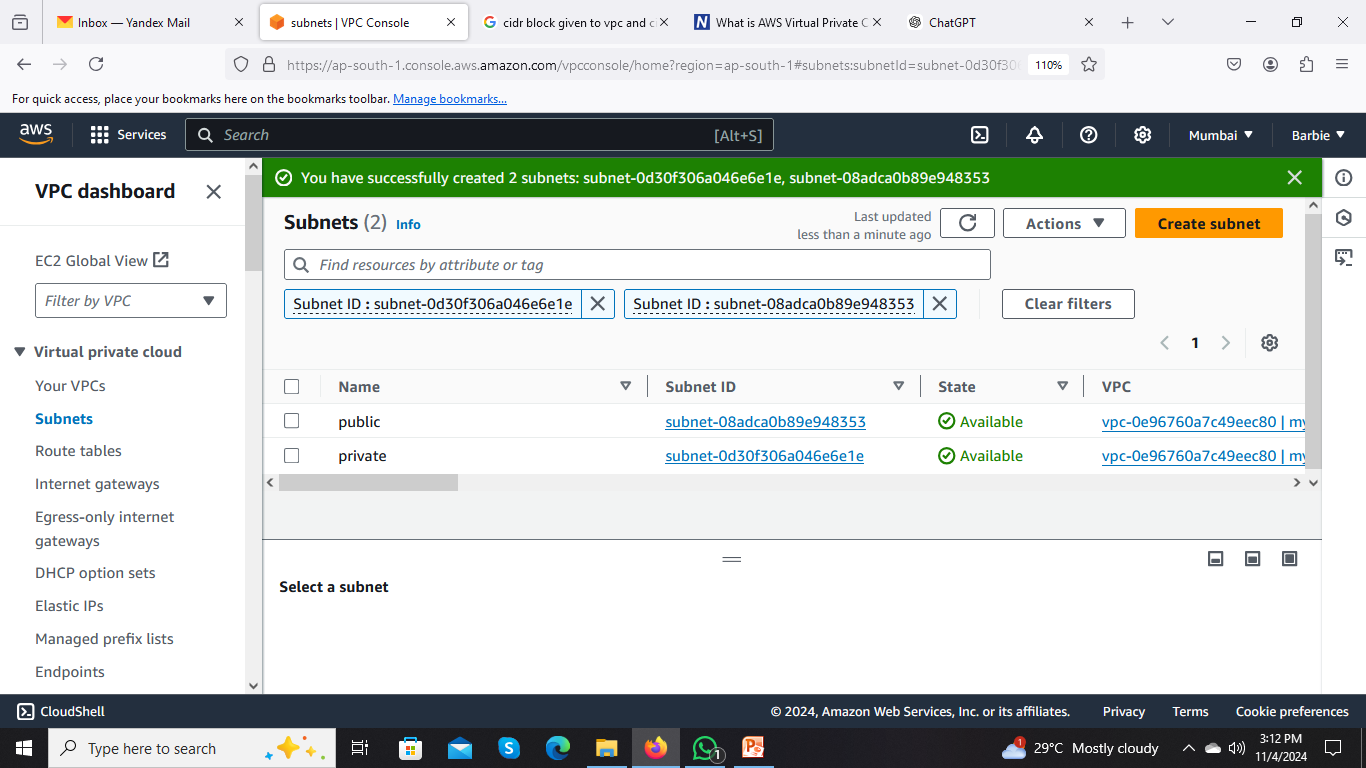 Inbox — Yandex Mail
subnets | VPC Console
cidr block given to vpc and c
What is AWS Virtual Private C
ChatGPT
https://ap-south-1.console.aws.amazon.com/vpcconsole/home?region=ap-south-1#subnets:subnetId=subnet-0d30f30
110%
For quick access, place your bookmarks here on the bookmarks toolbar. Manage bookmarks...
aws
Services
Search
[Alt+S]
Mumbai
Barbie
VPC dashboard
EC2 Global View
Filter by VPC
Virtual private cloud
Your VPCs
Subnets
Route tables
Internet gateways
Egress-only internet
gateways
DHCP option sets
Elastic IPs
Managed prefix lists
Endpoints
You have successfully created 2 subnets: subnet-0d30f306a046e6e1e, subnet-08adca0b89e948353
Subnets (2) Info
Last updated
less than a minute ago
Actions
Create subnet
Find resources by attribute or tag
Subnet ID : subnet-0d30f306a046e6e1e
Subnet ID : subnet-08adca0b89e948353
Clear filters
1
Name Subnet ID State VPC
public subnet-08adca0b89e948353 Available vpc-0e96760a7c49eec80 | my
private subnet-0d30f306a046e6e1e Available vpc-0e96760a7c49eec80 | my
Select a subnet
CloudShell
© 2024, Amazon Web Services, Inc. or its affiliates.
Privacy
Terms
Cookie preferences
Type here to search
1
1
29°C Mostly cloudy
3:12 PM
11/4/2024